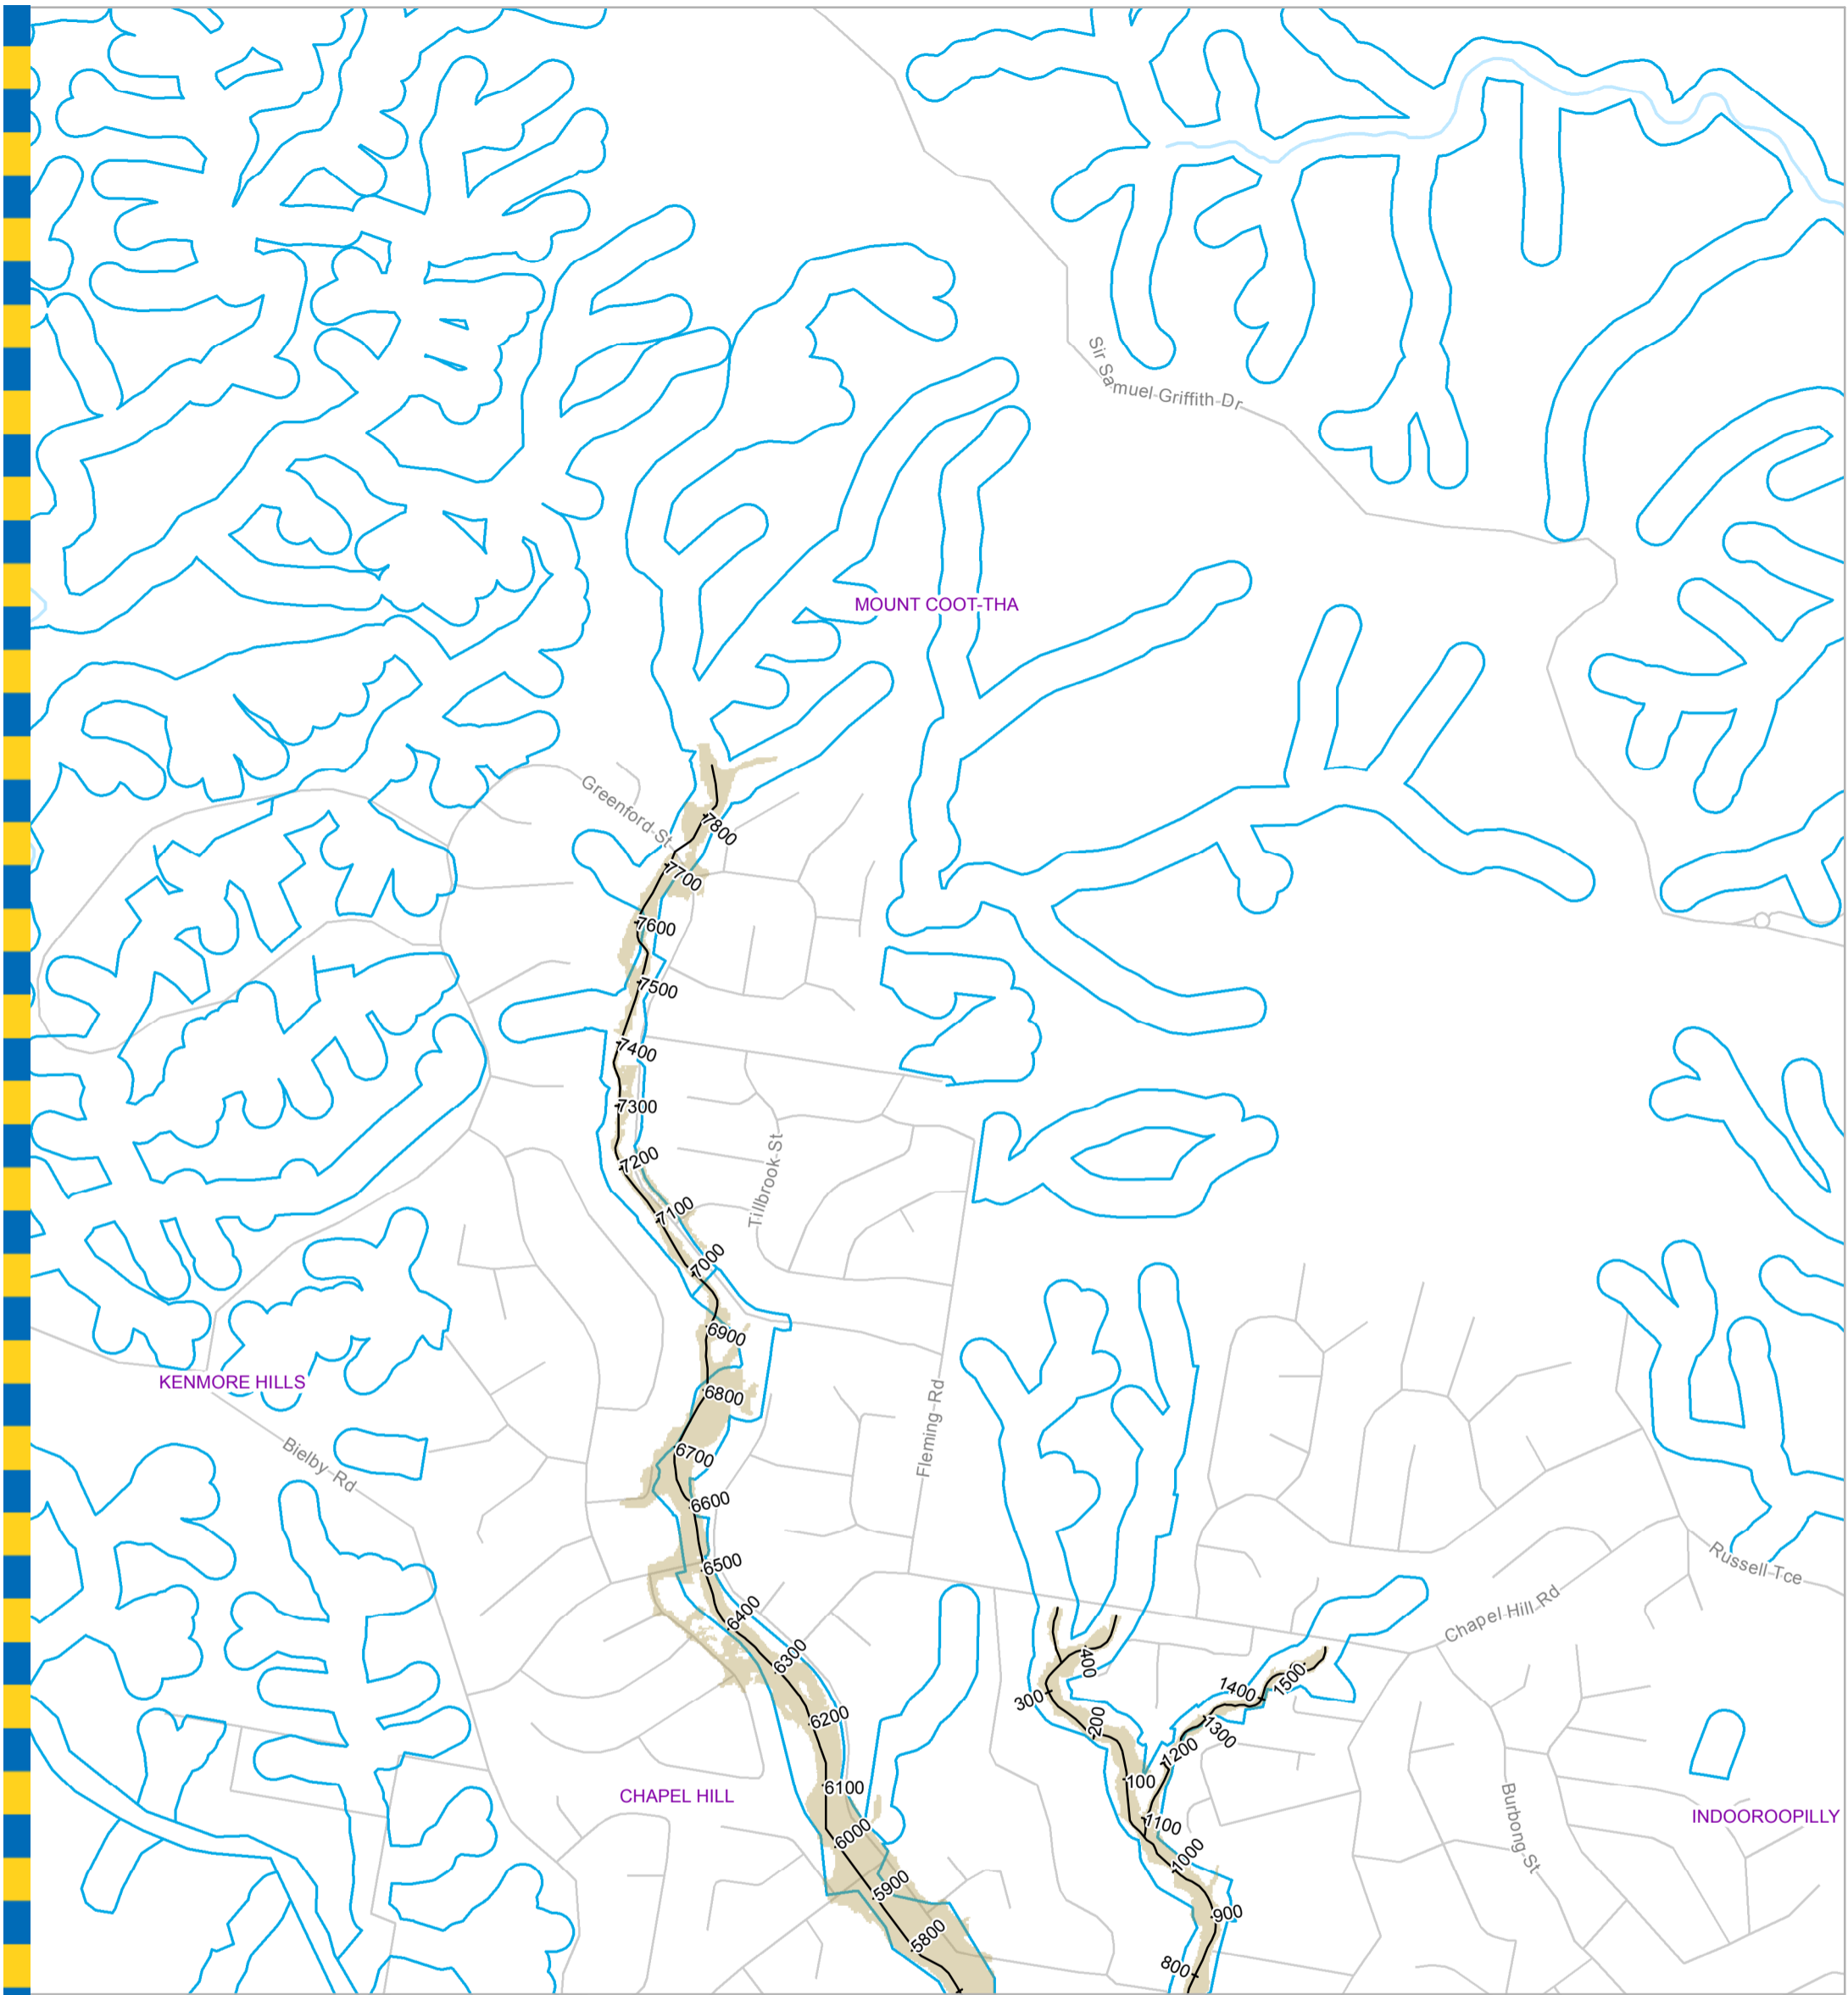 Sir Samuel Griffith Dr
MOUNT COOT-THA
Greenford St
7800
7700
7600
7500
7400
7300
7200
7100
Tillbrook St
7000
6900
6800
KENMORE HILLS
Fleming Rd
6700
Bielby Rd
6600
6500
Russell Tce
6400
Chapel Hill Rd
6300
400
1500
1400
300
6200
200
1300
1200
6100
100
CHAPEL HILL
INDOOROOPILLY
1100
Burbong St
6000
1000
5900
900
5800
800